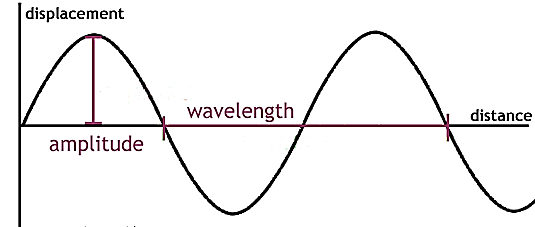 displacement
wavelength
distance
amplitude